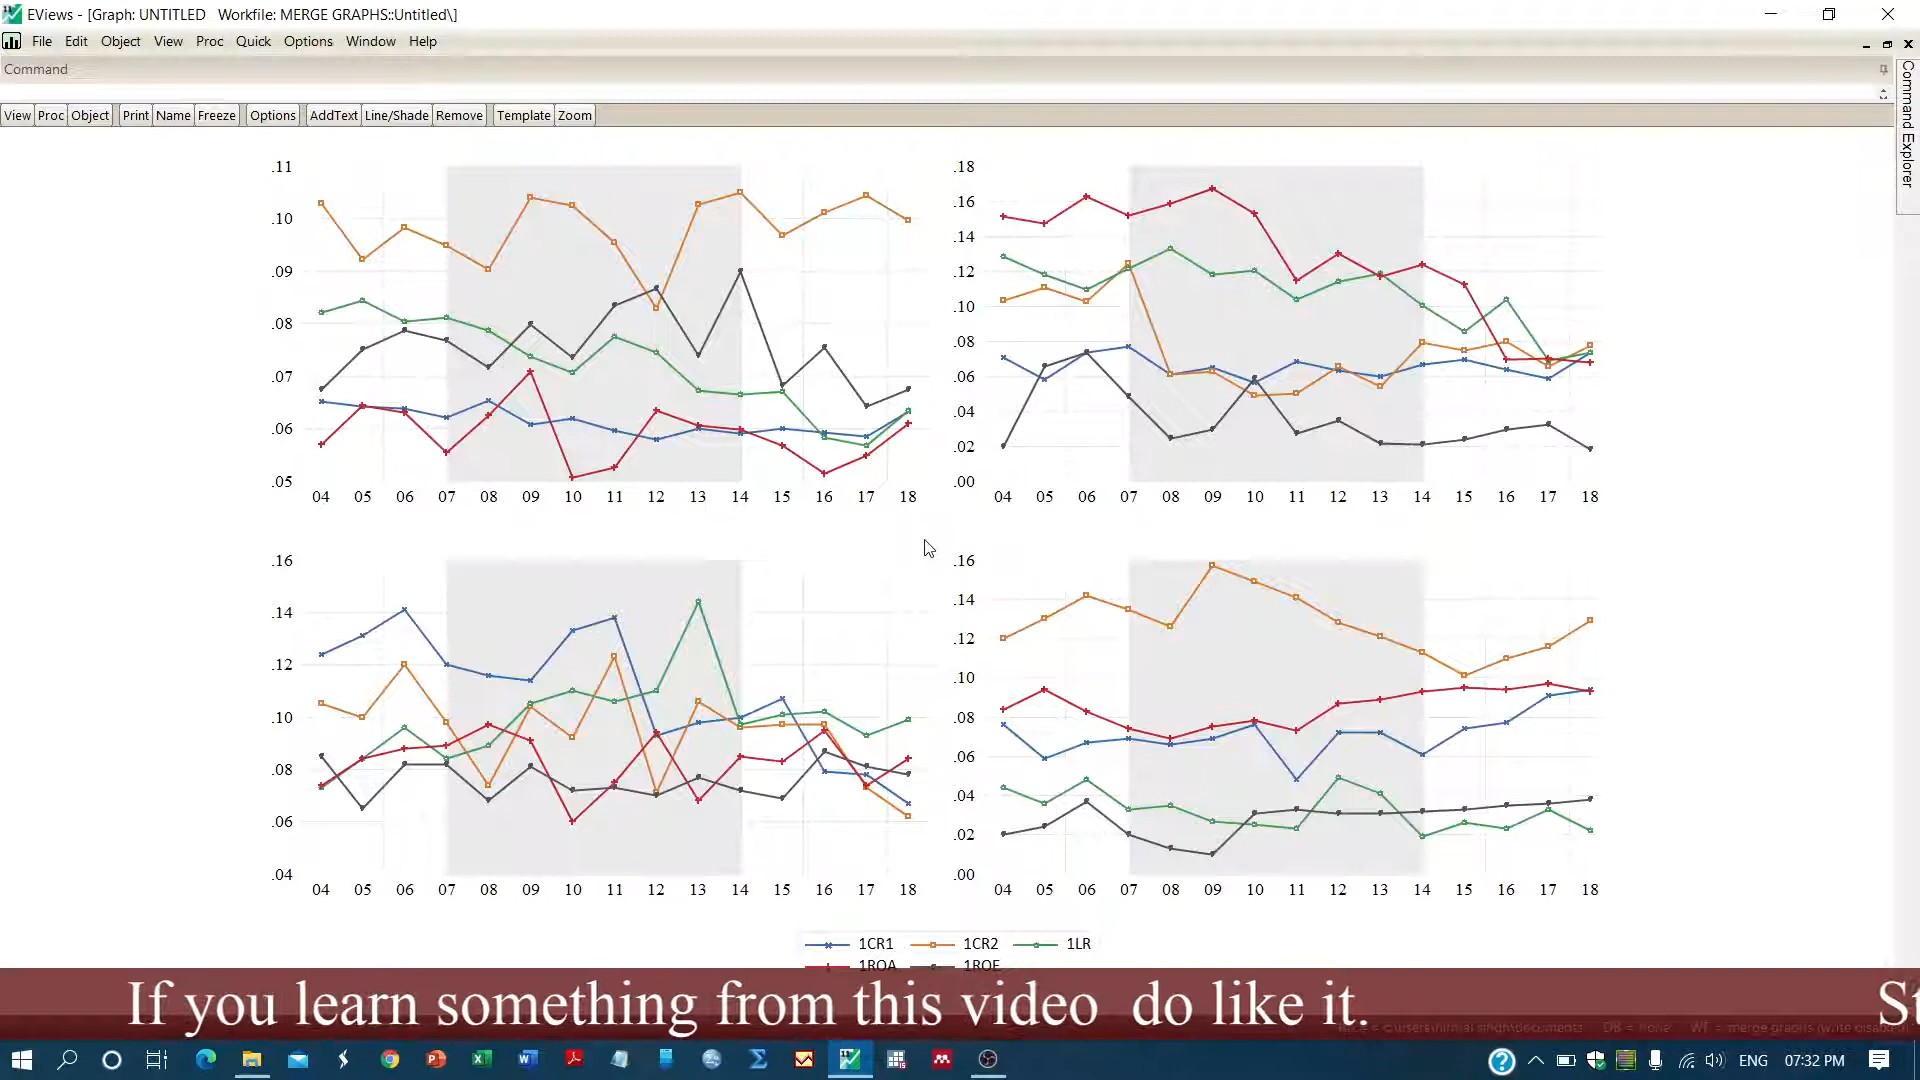 EViews - [Graph: UNTITLED   Workfile: MERGE GRAPHS::Untitled\]
File Edit Object View Proc Quick Options Window Help
Command
Command Explorer
View Proc Object Print Name Freeze Options AddText Line/Shade Remove Template Zoom
.11
.10
.09
.08
.07
.06
.05
04 05 06 07 08 09 10 11 12 13 14 15 16 17 18
.18
.16
.14
.12
.10
.08
.06
.04
.02
.00
04 05 06 07 08 09 10 11 12 13 14 15 16 17 18
.16
.14
.12
.10
.08
.06
.04
04 05 06 07 08 09 10 11 12 13 14 15 16 17 18
.16
.14
.12
.10
.08
.06
.04
.02
.00
04 05 06 07 08 09 10 11 12 13 14 15 16 17 18
1CR1 1CR2 1LR
1ROA 1ROE
If you learn something from this video  do like it. St
DB = none WF = merge graphs
ENG 07:32 PM